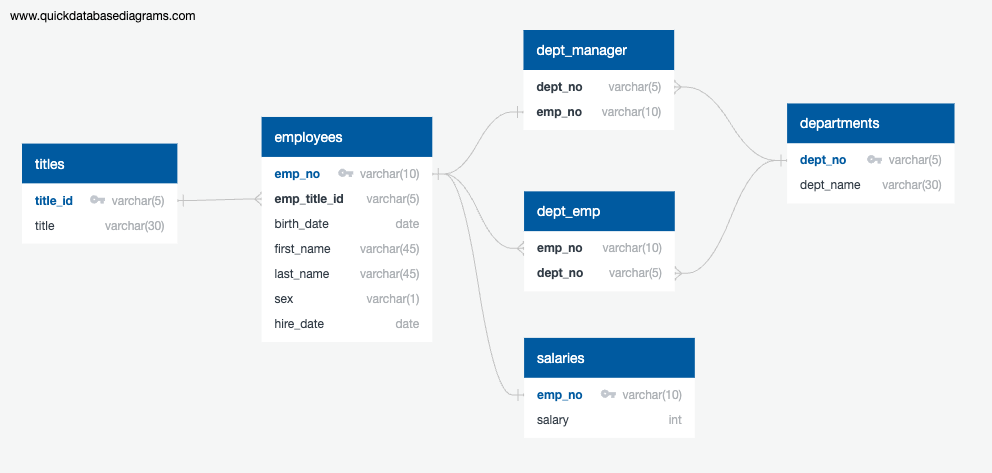 www.quickdatabasediagrams.com
titles
title_id varchar(5)
title varchar(30)
employees
emp_no varchar(10)
emp_title_id varchar(5)
birth_date date
first_name varchar(45)
last_name varchar(45)
sex varchar(1)
hire_date date
dept_manager
dept_no varchar(5)
emp_no varchar(10)
dept_emp
emp_no varchar(10)
dept_no varchar(5)
salaries
emp_no varchar(10)
salary int
departments
dept_no varchar(5)
dept_name varchar(30)